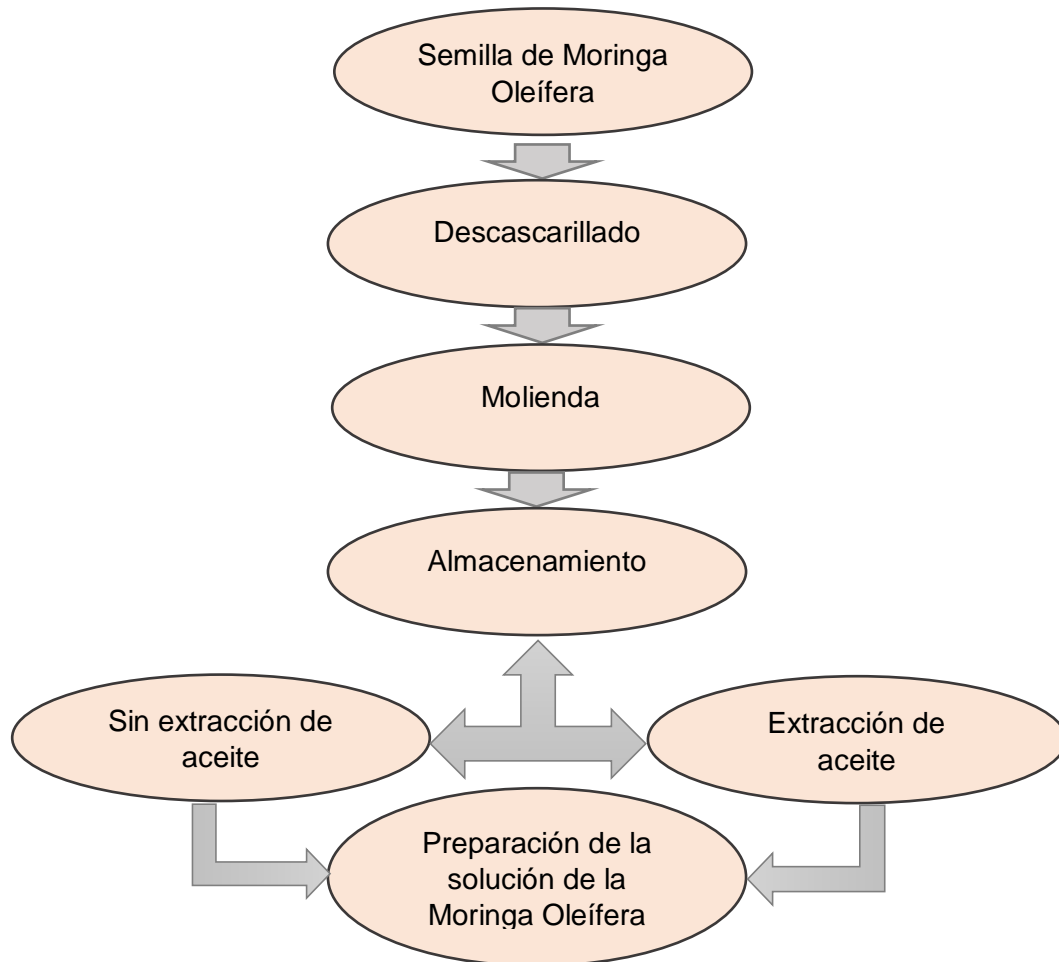 Semilla de Moringa
Oleífera
Descascarillado
Molienda
Almacenamiento
Sin extracción de
aceite
Extracción de
aceite
Preparación de la
solución de la
Moringa Oleífera